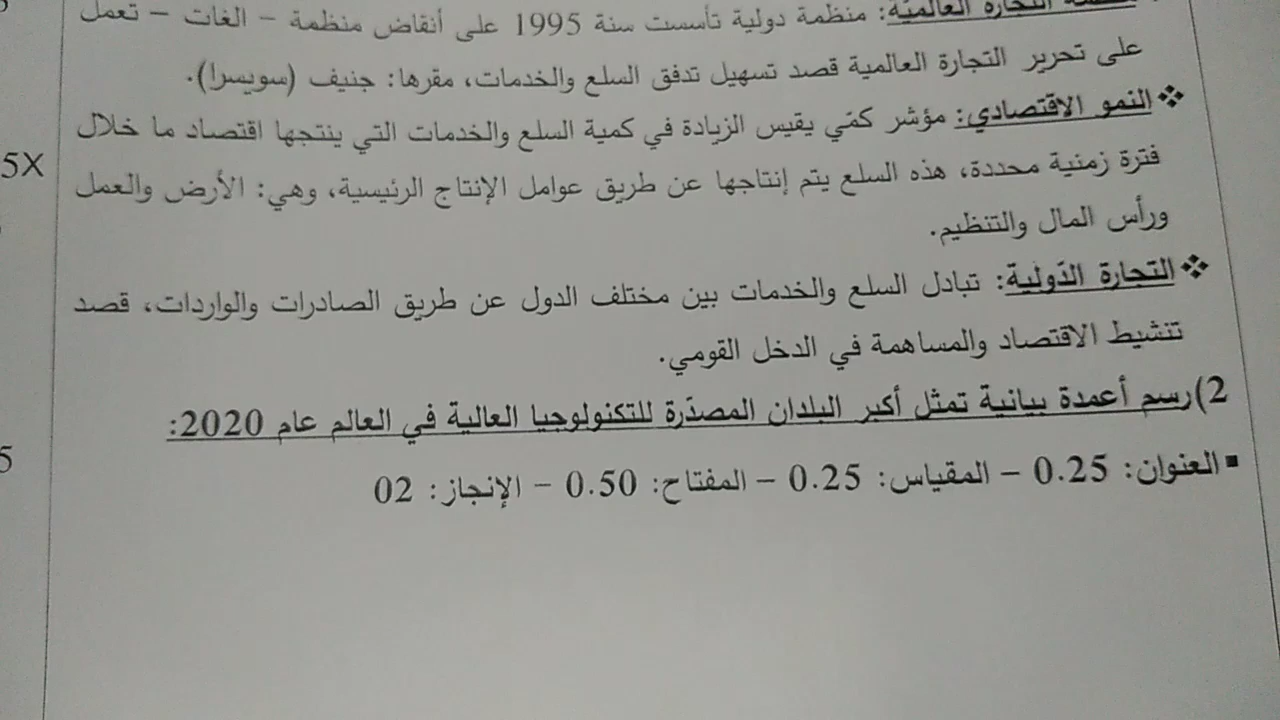 التجارة العالمية: منظمة دولية تأسست سنة 1995 على أنقاض منظمة – الغات – تعمل
على تحرير التجارة العالمية قصد تسهيل تدفق السلع والخدمات، مقرها: جنيف (سويسرا).
❖ النمو الاقتصادي: مؤشر كمّي يقيس الزيادة في كمية السلع والخدمات التي ينتجها اقتصاد ما خلال
فترة زمنية محددة، هذه السلع يتم إنتاجها عن طريق عوامل الإنتاج الرئيسية، وهي: الأرض والعمل
ورأس المال والتنظيم.
❖ التجارة الدّولية: تبادل السلع والخدمات بين مختلف الدول عن طريق الصادرات والواردات، قصد
تنشيط الاقتصاد والمساهمة في الدخل القومي.
2)رسم أعمدة بيانية تمثل أكبر البلدان المصدّرة للتكنولوجيا العالية في العالم عام 2020:
▪ العنوان: 0.25 – المقياس: 0.25 – المفتاح: 0.50 – الإنجاز: 02
5X
5